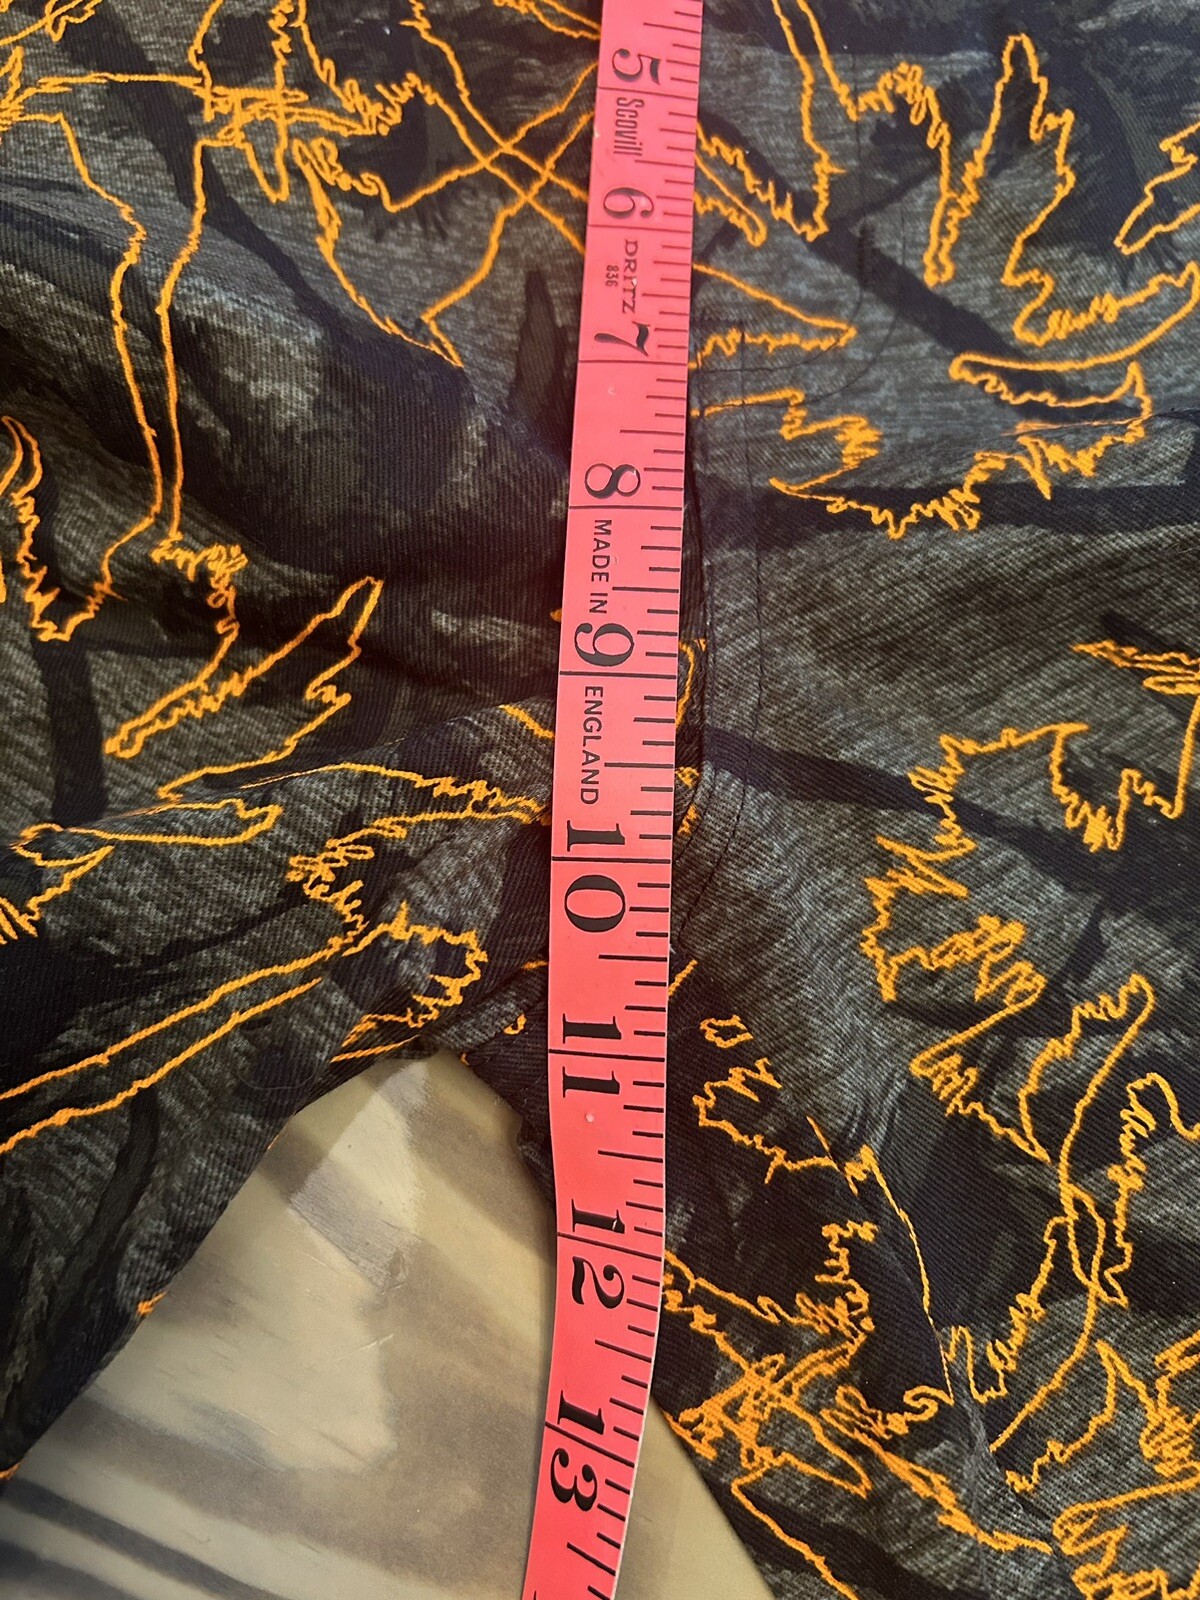 5
Scovill
6
DRITZ
836
7
8
MADE IN
9
ENGLAND
10
11
12
13